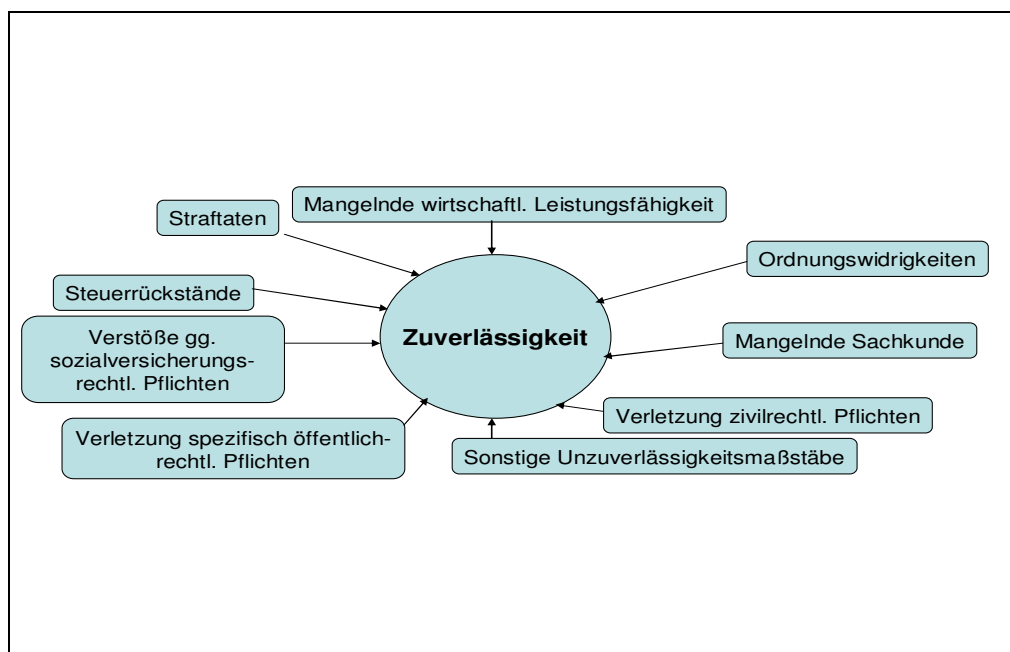 Mangelnde wirtschaftl. Leistungsfähigkeit
Straftaten
Ordnungswidrigkeiten
Steuerrückstände
Verstöße gg.
sozialversicherungs-
rechtl. Pflichten
Zuverlässigkeit
Mangelnde Sachkunde
Verletzung zivilrechtl. Pflichten
Verletzung spezifisch öffentlich-
rechtl. Pflichten
Sonstige Unzuverlässigkeitsmaßstäbe